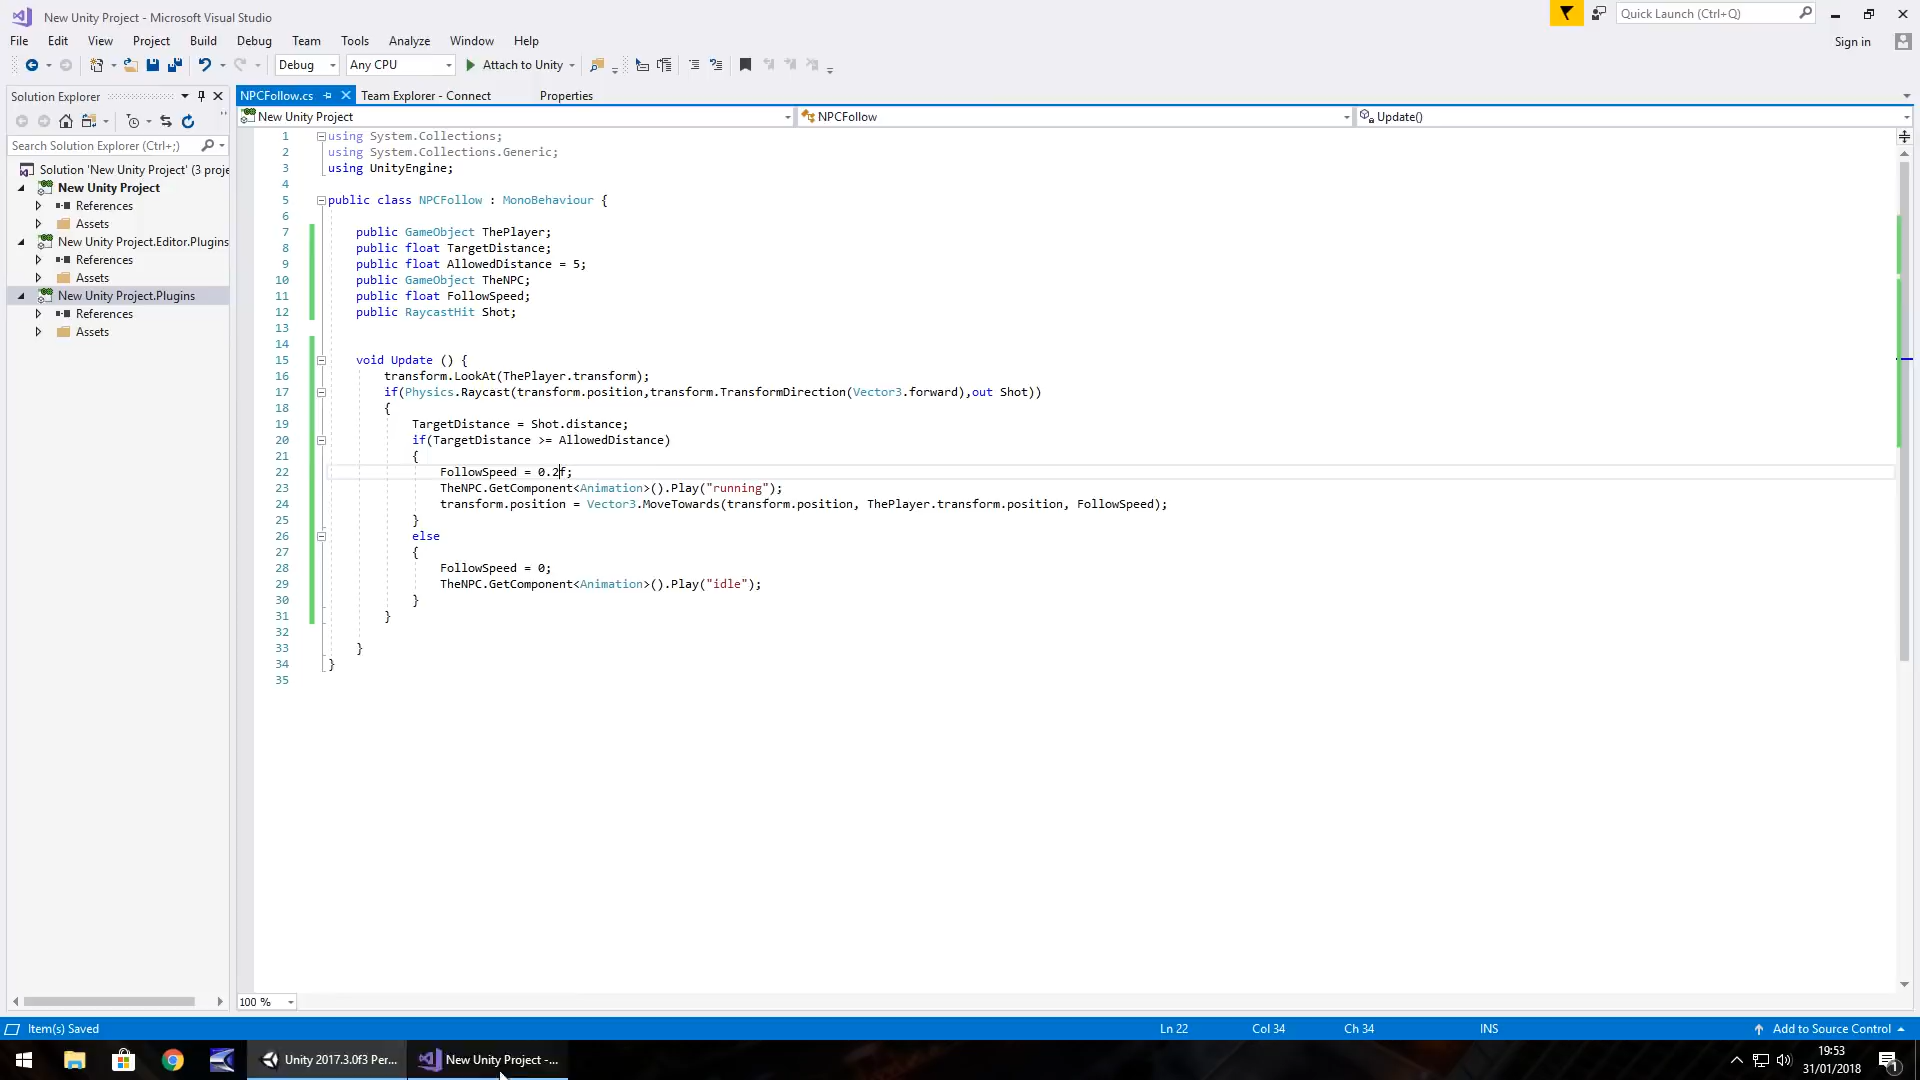 New Unity Project - Microsoft Visual Studio
Quick Launch (Ctrl+Q)
File Edit View Project Build Debug Team Tools Analyze Window Help
Sign in
Debug Any CPU Attach to Unity
Solution Explorer
NPCFollow.cs Team Explorer - Connect Properties
New Unity Project NPCFollow Update()
Search Solution Explorer (Ctrl+;)
Solution 'New Unity Project' (3 proje
New Unity Project
References
Assets
New Unity Project.Editor.Plugins
References
Assets
New Unity Project.Plugins
References
Assets
1 using System.Collections;
2 using System.Collections.Generic;
3 using UnityEngine;
4
5 public class NPCFollow : MonoBehaviour {
6
7 public GameObject ThePlayer;
8 public float TargetDistance;
9 public float AllowedDistance = 5;
10 public GameObject TheNPC;
11 public float FollowSpeed;
12 public RaycastHit Shot;
13
14
15 void Update () {
16 transform.LookAt(ThePlayer.transform);
17 if(Physics.Raycast(transform.position,transform.TransformDirection(Vector3.forward),out Shot))
18 {
19 TargetDistance = Shot.distance;
20 if(TargetDistance >= AllowedDistance)
21 {
22 FollowSpeed = 0.2f;
23 TheNPC.GetComponent<Animation>().Play("running");
24 transform.position = Vector3.MoveTowards(transform.position, ThePlayer.transform.position, FollowSpeed);
25 }
26 else
27 {
28 FollowSpeed = 0;
29 TheNPC.GetComponent<Animation>().Play("idle");
30 }
31 }
32
33 }
34 }
35
100 %
Item(s) Saved Ln 22 Col 34 Ch 34 INS Add to Source Control
Unity 2017.3.0f3 Per... New Unity Project -...
19:53
31/01/2018
1